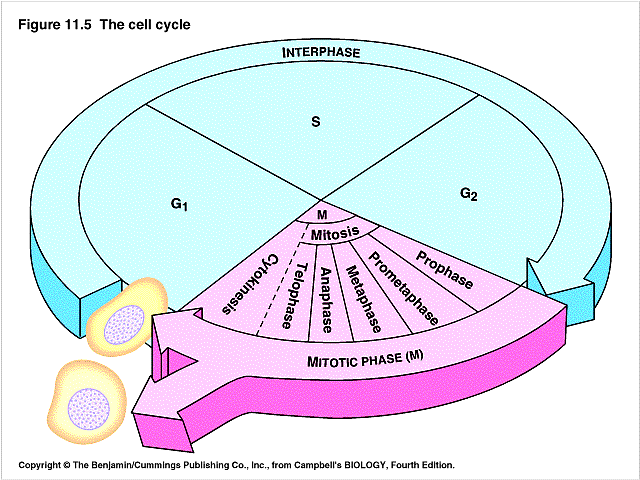 Figure 11.5 The cell cycle
INTERPHASE
S
G1
G2
M
Mitosis
Cytokinesis
Telophase
Anaphase
Metaphase
Prometaphase
Prophase
MITOTIC PHASE (M)
Copyright © The Benjamin/Cummings Publishing Co., Inc., from Campbell's BIOLOGY, Fourth Edition.